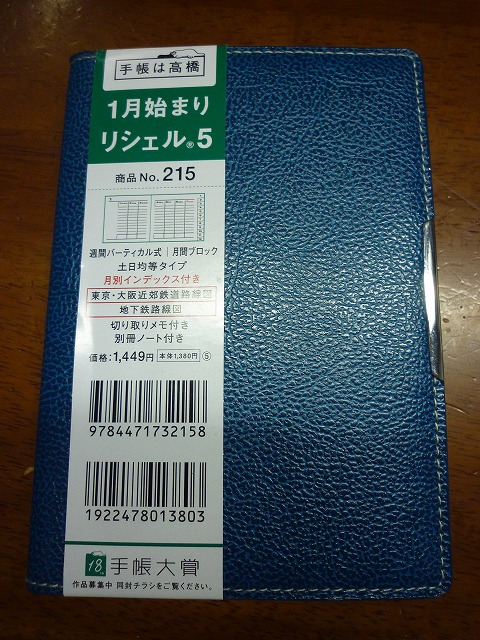 手帳は高橋
1月始まり
リシェル®5
商品No.215
週間バーティカル式│月間ブロック
土日均等タイプ
月別インデックス付き
東京・大阪近郊鉄道路線図
地下鉄路線図
切り取りメモ付き
別冊ノート付き
価格:1,449円 本体1,380円 ⑤
9784471732158
1922478013803
18th 手帳大賞
作品募集中 同封チラシをご覧ください。